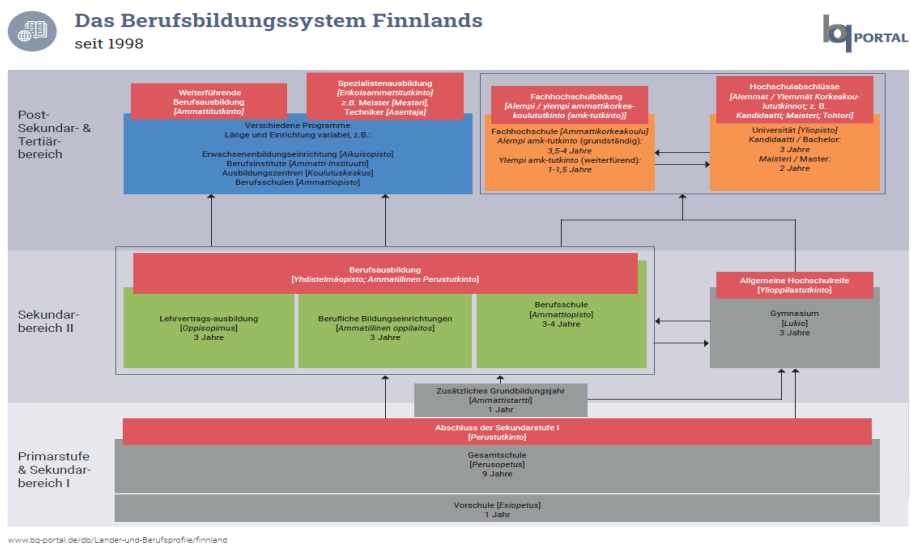 Das Berufsbildungssystem Finnlands
seit 1998
bq PORTAL
Post-
Sekundar- &
Tertiär-
bereich
Weiterführende
Berufsausbildung
[Ammattitutkinto]
Spezialistenausbildung
[Erikoisammattitutkinto]
z.B. Meister [Mestari],
Techniker [Asentaja]
Verschiedene Programme
Länge und Einrichtung variabel, z.B.:
Erwachsenenbildungseinrichtung [Aikuisopisto]
Berufsinstitute [Ammatti-Instituutti]
Ausbildungszentren [Koulutuskeskus]
Berufsschulen [Ammattiopisto]
Fachhochschulbildung
[Alempi / ylempi ammattikorkea-
koulututkinto (amk-tutkinto)]
Fachhochschule [Ammatikorkeakoulu]
Alempi amk-tutkinto (grundständig):
3,5-4 Jahre
Ylempi amk-tutkinto (weiterfürend):
1-1,5 Jahre
Hochschulabschlüsse
[Alemmat / Ylemmät Korkeakou-
lututkinnot; z. B.
Kandidaatti; Maisteri; Tohtori]
Universität [Yliopisto]
Kandidaatti / Bachelor:
3 Jahre
Maisteri / Master:
2 Jahre
Sekundar-
bereich II
Berufsausbildung
[Yhdistelmäopisto; Ammatillinen Perustutkinto]
Lehrvertrags-ausbildung
[Oppisopimus]
3 Jahre
Berufliche Bildungseinrichtungen
[Ammatillinen oppilaitos]
3 Jahre
Berufsschule
[Ammattiopisto]
3-4 Jahre
Allgemeine Hochschulreife
[Ylioppilastutkinto]
Gymnasium
[Lukio]
3 Jahre
Zusätzliches Grundbildungsjahr
[Ammattistartti]
1 Jahr
Primarstufe
& Sekundar-
bereich I
Abschluss der Sekundarstufe I
[Perustutkinto]
Gesamtschule
[Perusopetus]
9 Jahre
Vorschule [Esiopetus]
1 Jahr
www.bq-portal.de/db/Länder-und-Berufsprofile/finnland